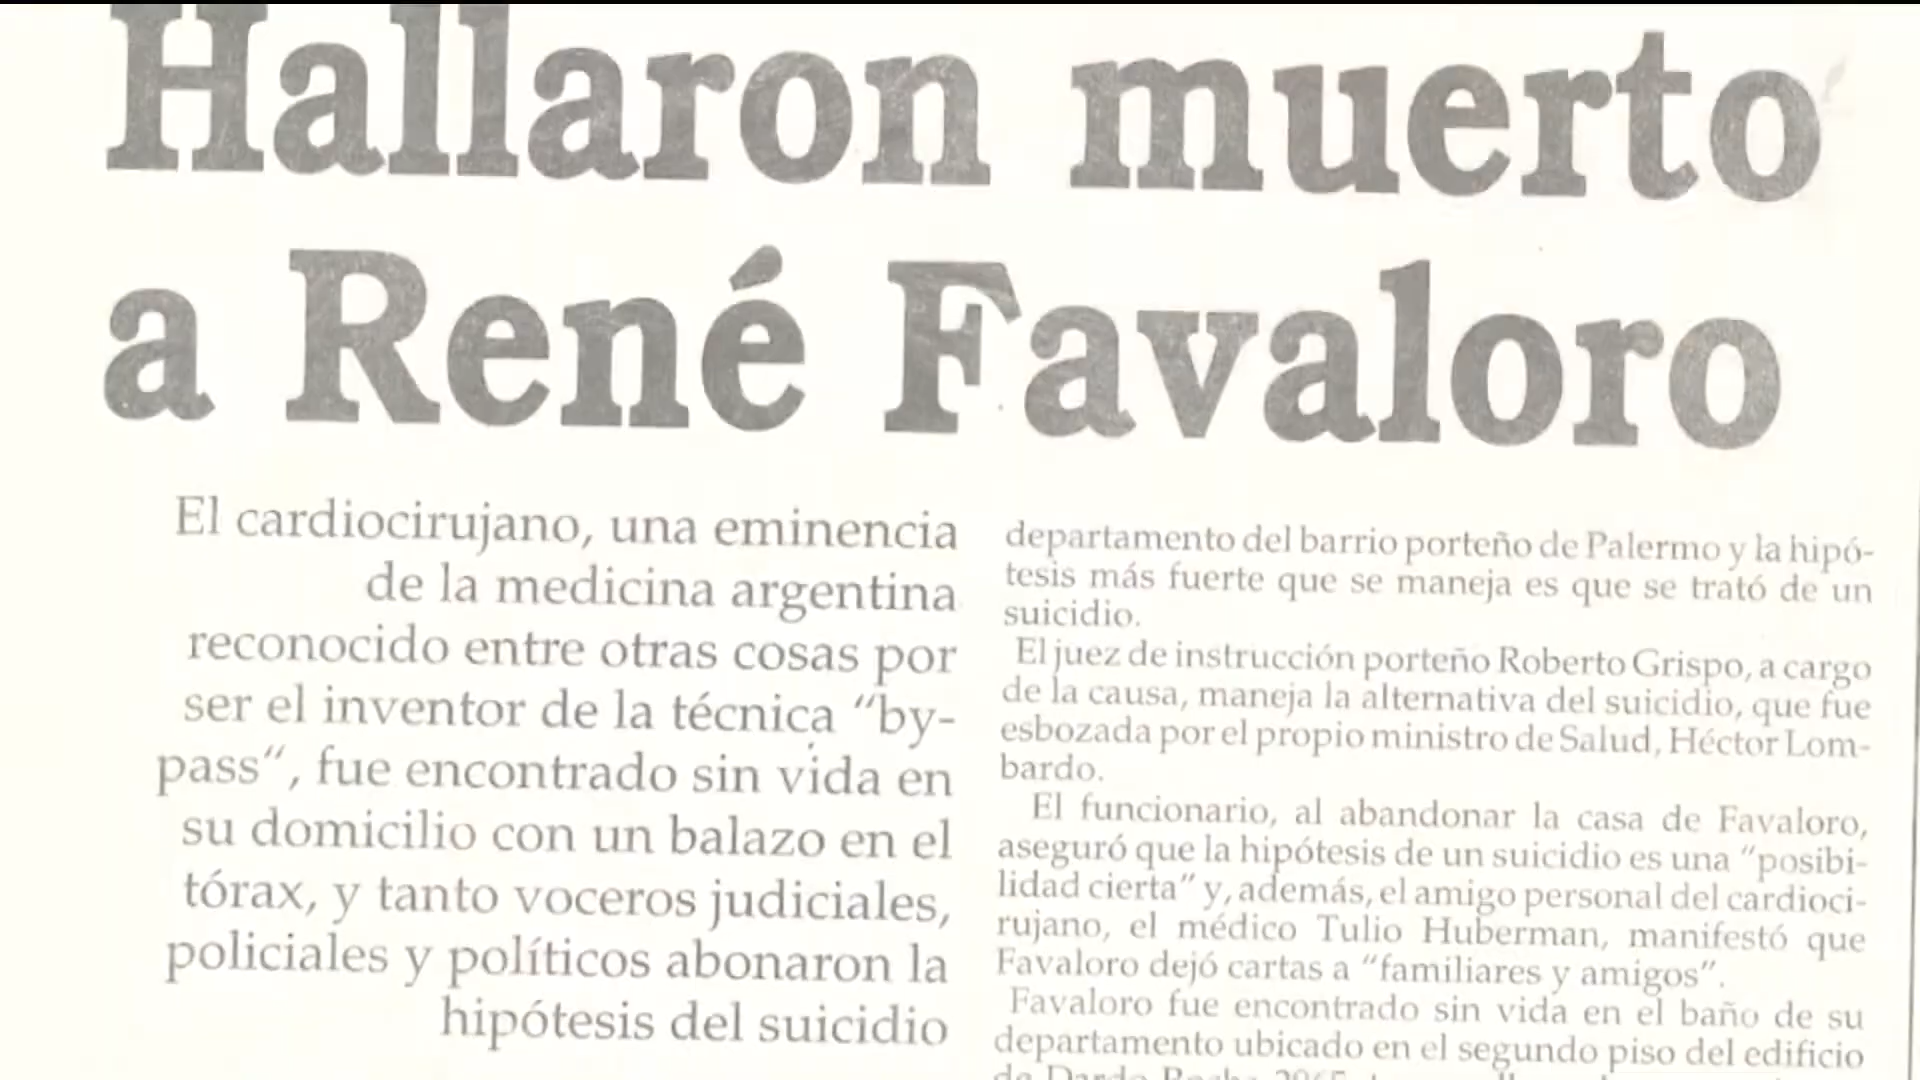 Hallaron muerto
a René Favaloro
El cardiocirujano, una eminencia
de la medicina argentina
reconocido entre otras cosas por
ser el inventor de la técnica "by-
pass", fue encontrado sin vida en
su domicilio con un balazo en el
tórax, y tanto voceros judiciales,
policiales y políticos abonaron la
hipótesis del suicidio
departamento del barrio porteño de Palermo y la hipó-
tesis más fuerte que se maneja es que se trató de un
suicidio.
El juez de instrucción porteño Roberto Grispo, a cargo
de la causa, maneja la alternativa del suicidio, que fue
esbozada por el propio ministro de Salud, Héctor Lom-
bardo.
El funcionario, al abandonar la casa de Favaloro,
aseguró que la hipótesis de un suicidio es una "posibi-
lidad cierta" y, además, el amigo personal del cardioci-
rujano, el médico Tulio Huberman, manifestó que
Favaloro dejó cartas a "familiares y amigos".
Favaloro fue encontrado sin vida en el baño de su
departamento ubicado en el segundo piso del edificio